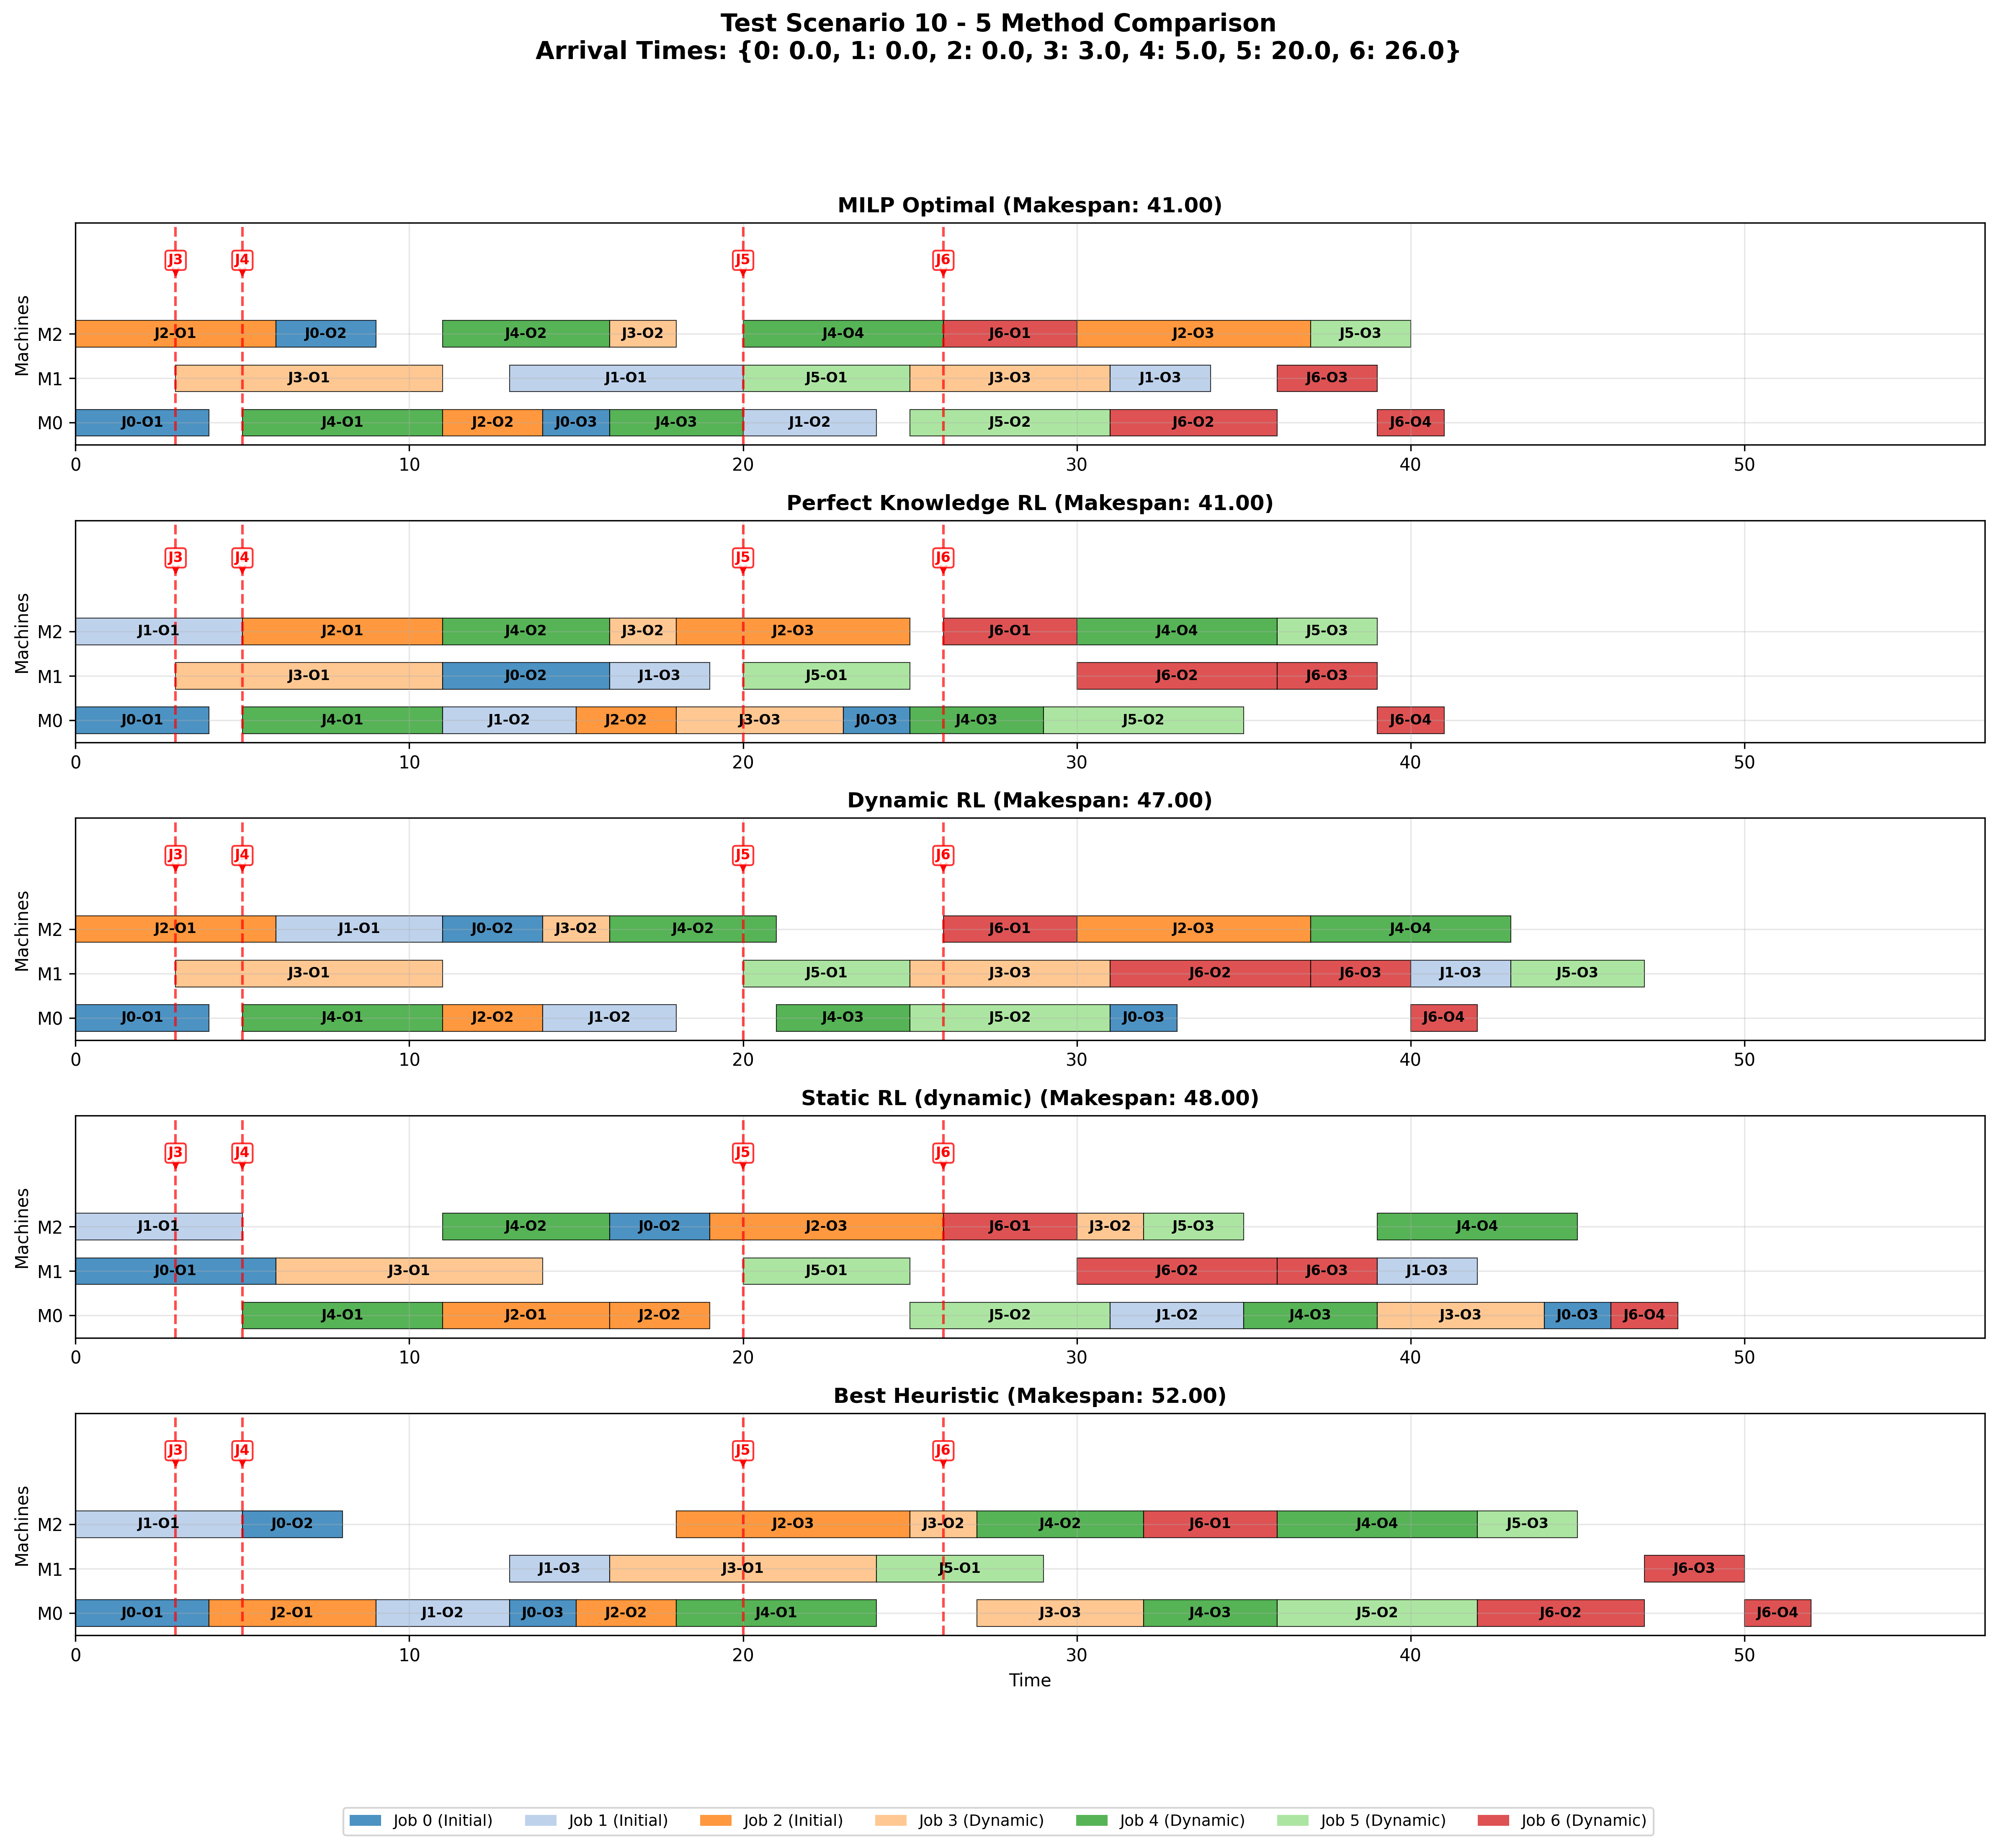 Test Scenario 10 - 5 Method Comparison
Arrival Times: {0: 0.0, 1: 0.0, 2: 0.0, 3: 3.0, 4: 5.0, 5: 20.0, 6: 26.0}
MILP Optimal (Makespan: 41.00)
J3 J4 J5 J6
Machines
M2 J2-O1 J0-O2 J4-O2 J3-O2 J4-O4 J6-O1 J2-O3 J5-O3
M1 J3-O1 J1-O1 J5-O1 J3-O3 J1-O3 J6-O3
M0 J0-O1 J4-O1 J2-O2 J0-O3 J4-O3 J1-O2 J5-O2 J6-O2 J6-O4
0 10 20 30 40 50
Perfect Knowledge RL (Makespan: 41.00)
J3 J4 J5 J6
Machines
M2 J1-O1 J2-O1 J4-O2 J3-O2 J2-O3 J6-O1 J4-O4 J5-O3
M1 J3-O1 J0-O2 J1-O3 J5-O1 J6-O2 J6-O3
M0 J0-O1 J4-O1 J1-O2 J2-O2 J3-O3 J0-O3 J4-O3 J5-O2 J6-O4
0 10 20 30 40 50
Dynamic RL (Makespan: 47.00)
J3 J4 J5 J6
Machines
M2 J2-O1 J1-O1 J0-O2 J3-O2 J4-O2 J6-O1 J2-O3 J4-O4
M1 J3-O1 J5-O1 J3-O3 J6-O2 J6-O3 J1-O3 J5-O3
M0 J0-O1 J4-O1 J2-O2 J1-O2 J4-O3 J5-O2 J0-O3 J6-O4
0 10 20 30 40 50
Static RL (dynamic) (Makespan: 48.00)
J3 J4 J5 J6
Machines
M2 J1-O1 J4-O2 J0-O2 J2-O3 J6-O1 J3-O2 J5-O3 J4-O4
M1 J0-O1 J3-O1 J5-O1 J6-O2 J6-O3 J1-O3
M0 J4-O1 J2-O1 J2-O2 J5-O2 J1-O2 J4-O3 J3-O3 J0-O3 J6-O4
0 10 20 30 40 50
Best Heuristic (Makespan: 52.00)
J3 J4 J5 J6
Machines
M2 J1-O1 J0-O2 J2-O3 J3-O2 J4-O2 J6-O1 J4-O4 J5-O3
M1 J1-O3 J3-O1 J5-O1 J6-O3
M0 J0-O1 J2-O1 J1-O2 J0-O3 J2-O2 J4-O1 J3-O3 J4-O3 J5-O2 J6-O2 J6-O4
0 10 20 30 40 50
Time
Job 0 (Initial) Job 1 (Initial) Job 2 (Initial) Job 3 (Dynamic) Job 4 (Dynamic) Job 5 (Dynamic) Job 6 (Dynamic)